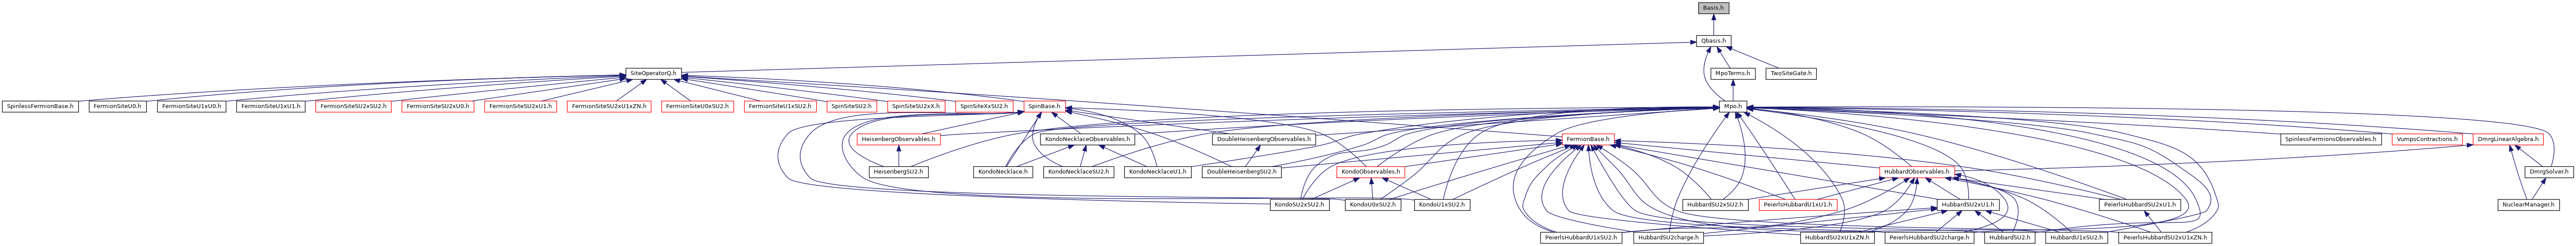 Basis.h
Qbasis.h
SiteOperatorQ.h
MpoTerms.h
TwoSiteGate.h
SpinlessFermionBase.h
FermionSiteU0.h
FermionSiteU1xU0.h
FermionSiteU1xU1.h
FermionSiteSU2xSU2.h
FermionSiteSU2xU0.h
FermionSiteSU2xU1.h
FermionSiteSU2xU1xZN.h
FermionSiteU0xSU2.h
FermionSiteU1xSU2.h
SpinSiteSU2.h
SpinSiteSU2xX.h
SpinSiteXxSU2.h
SpinBase.h
Mpo.h
HeisenbergObservables.h
KondoNecklaceObservables.h
DoubleHeisenbergObservables.h
FermionBase.h
SpinlessFermionsObservables.h
VumpsContractions.h
DmrgLinearAlgebra.h
HeisenbergSU2.h
KondoNecklace.h
KondoNecklaceSU2.h
KondoNecklaceU1.h
DoubleHeisenbergSU2.h
KondoObservables.h
HubbardObservables.h
DmrgSolver.h
KondoSU2xSU2.h
KondoU0xSU2.h
KondoU1xSU2.h
HubbardSU2xSU2.h
PeierlsHubbardU1xU1.h
HubbardSU2xU1.h
PeierlsHubbardSU2xU1.h
NuclearManager.h
PeierlsHubbardU1xSU2.h
HubbardSU2charge.h
HubbardSU2xU1xZN.h
PeierlsHubbardSU2charge.h
HubbardSU2.h
HubbardU1xSU2.h
PeierlsHubbardSU2xU1xZN.h